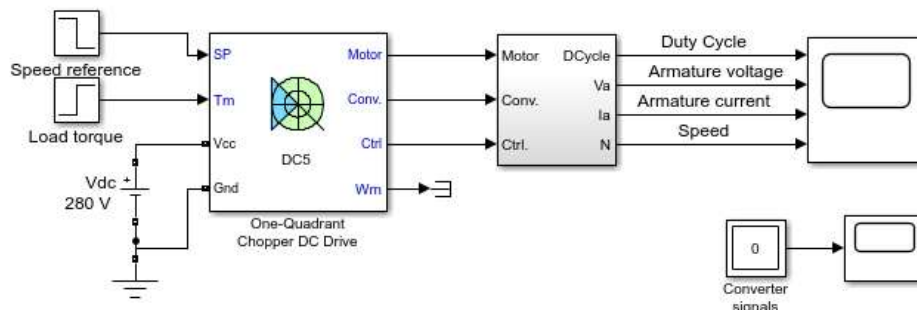 Speed reference
Load torque
Vdc +
280 V
SP
Tm
Vcc
Gnd
Motor
Conv.
Ctrl
Wm
DC5
One-Quadrant
Chopper DC Drive
Motor
Conv.
Ctrl.
DCycle
Va
Ia
N
Duty Cycle
Armature voltage
Armature current
Speed
0
Converter
signals